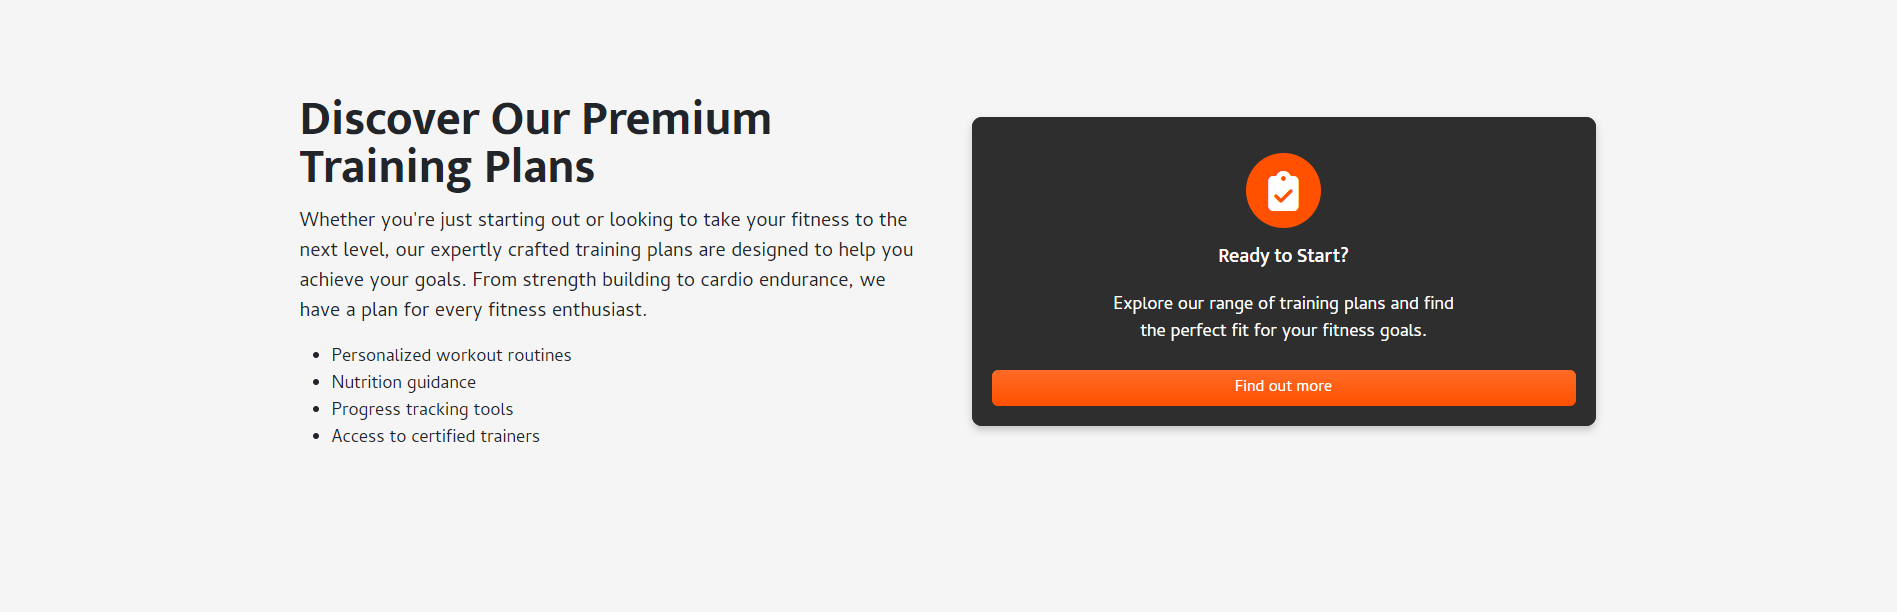 Discover Our Premium
Training Plans
Whether you're just starting out or looking to take your fitness to the
next level, our expertly crafted training plans are designed to help you
achieve your goals. From strength building to cardio endurance, we
have a plan for every fitness enthusiast.
Personalized workout routines
Nutrition guidance
Progress tracking tools
Access to certified trainers
Ready to Start?
Explore our range of training plans and find
the perfect fit for your fitness goals.
Find out more